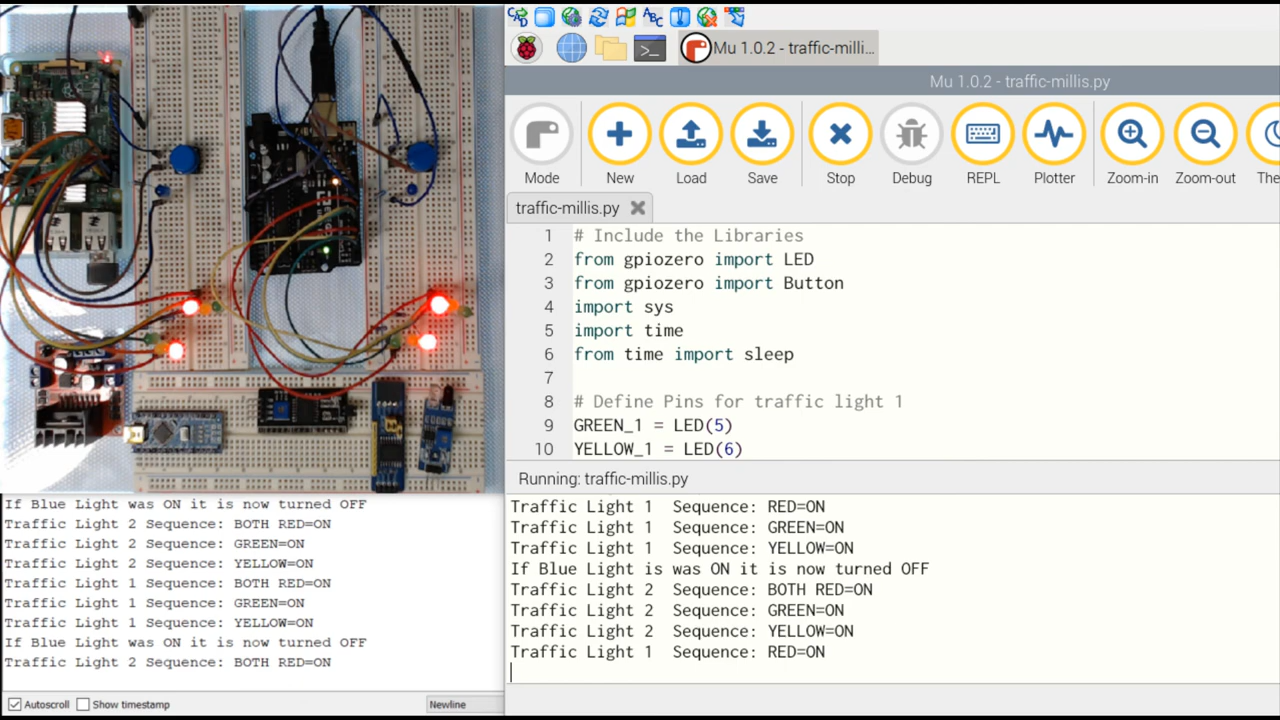 Mu 1.0.2 - traffic-milli...
Mu 1.0.2 - traffic-millis.py
Mode
New
Load
Save
Stop
Debug
REPL
Plotter
Zoom-in
Zoom-out
The
traffic-millis.py
1 # Include the Libraries
2 from gpiozero import LED
3 from gpiozero import Button
4 import sys
5 import time
6 from time import sleep
7
8 # Define Pins for traffic light 1
9 GREEN_1 = LED(5)
10 YELLOW_1 = LED(6)
Running: traffic-millis.py
If Blue Light was ON it is now turned OFF
Traffic Light 2 Sequence: BOTH RED=ON
Traffic Light 2 Sequence: GREEN=ON
Traffic Light 2 Sequence: YELLOW=ON
Traffic Light 1 Sequence: BOTH RED=ON
Traffic Light 1 Sequence: GREEN=ON
Traffic Light 1 Sequence: YELLOW=ON
If Blue Light was ON it is now turned OFF
Traffic Light 2 Sequence: BOTH RED=ON
Autoscroll
Show timestamp
Newline
Traffic Light 1  Sequence: RED=ON
Traffic Light 1  Sequence: GREEN=ON
Traffic Light 1  Sequence: YELLOW=ON
If Blue Light is was ON it is now turned OFF
Traffic Light 2  Sequence: BOTH RED=ON
Traffic Light 2  Sequence: GREEN=ON
Traffic Light 2  Sequence: YELLOW=ON
Traffic Light 1  Sequence: RED=ON